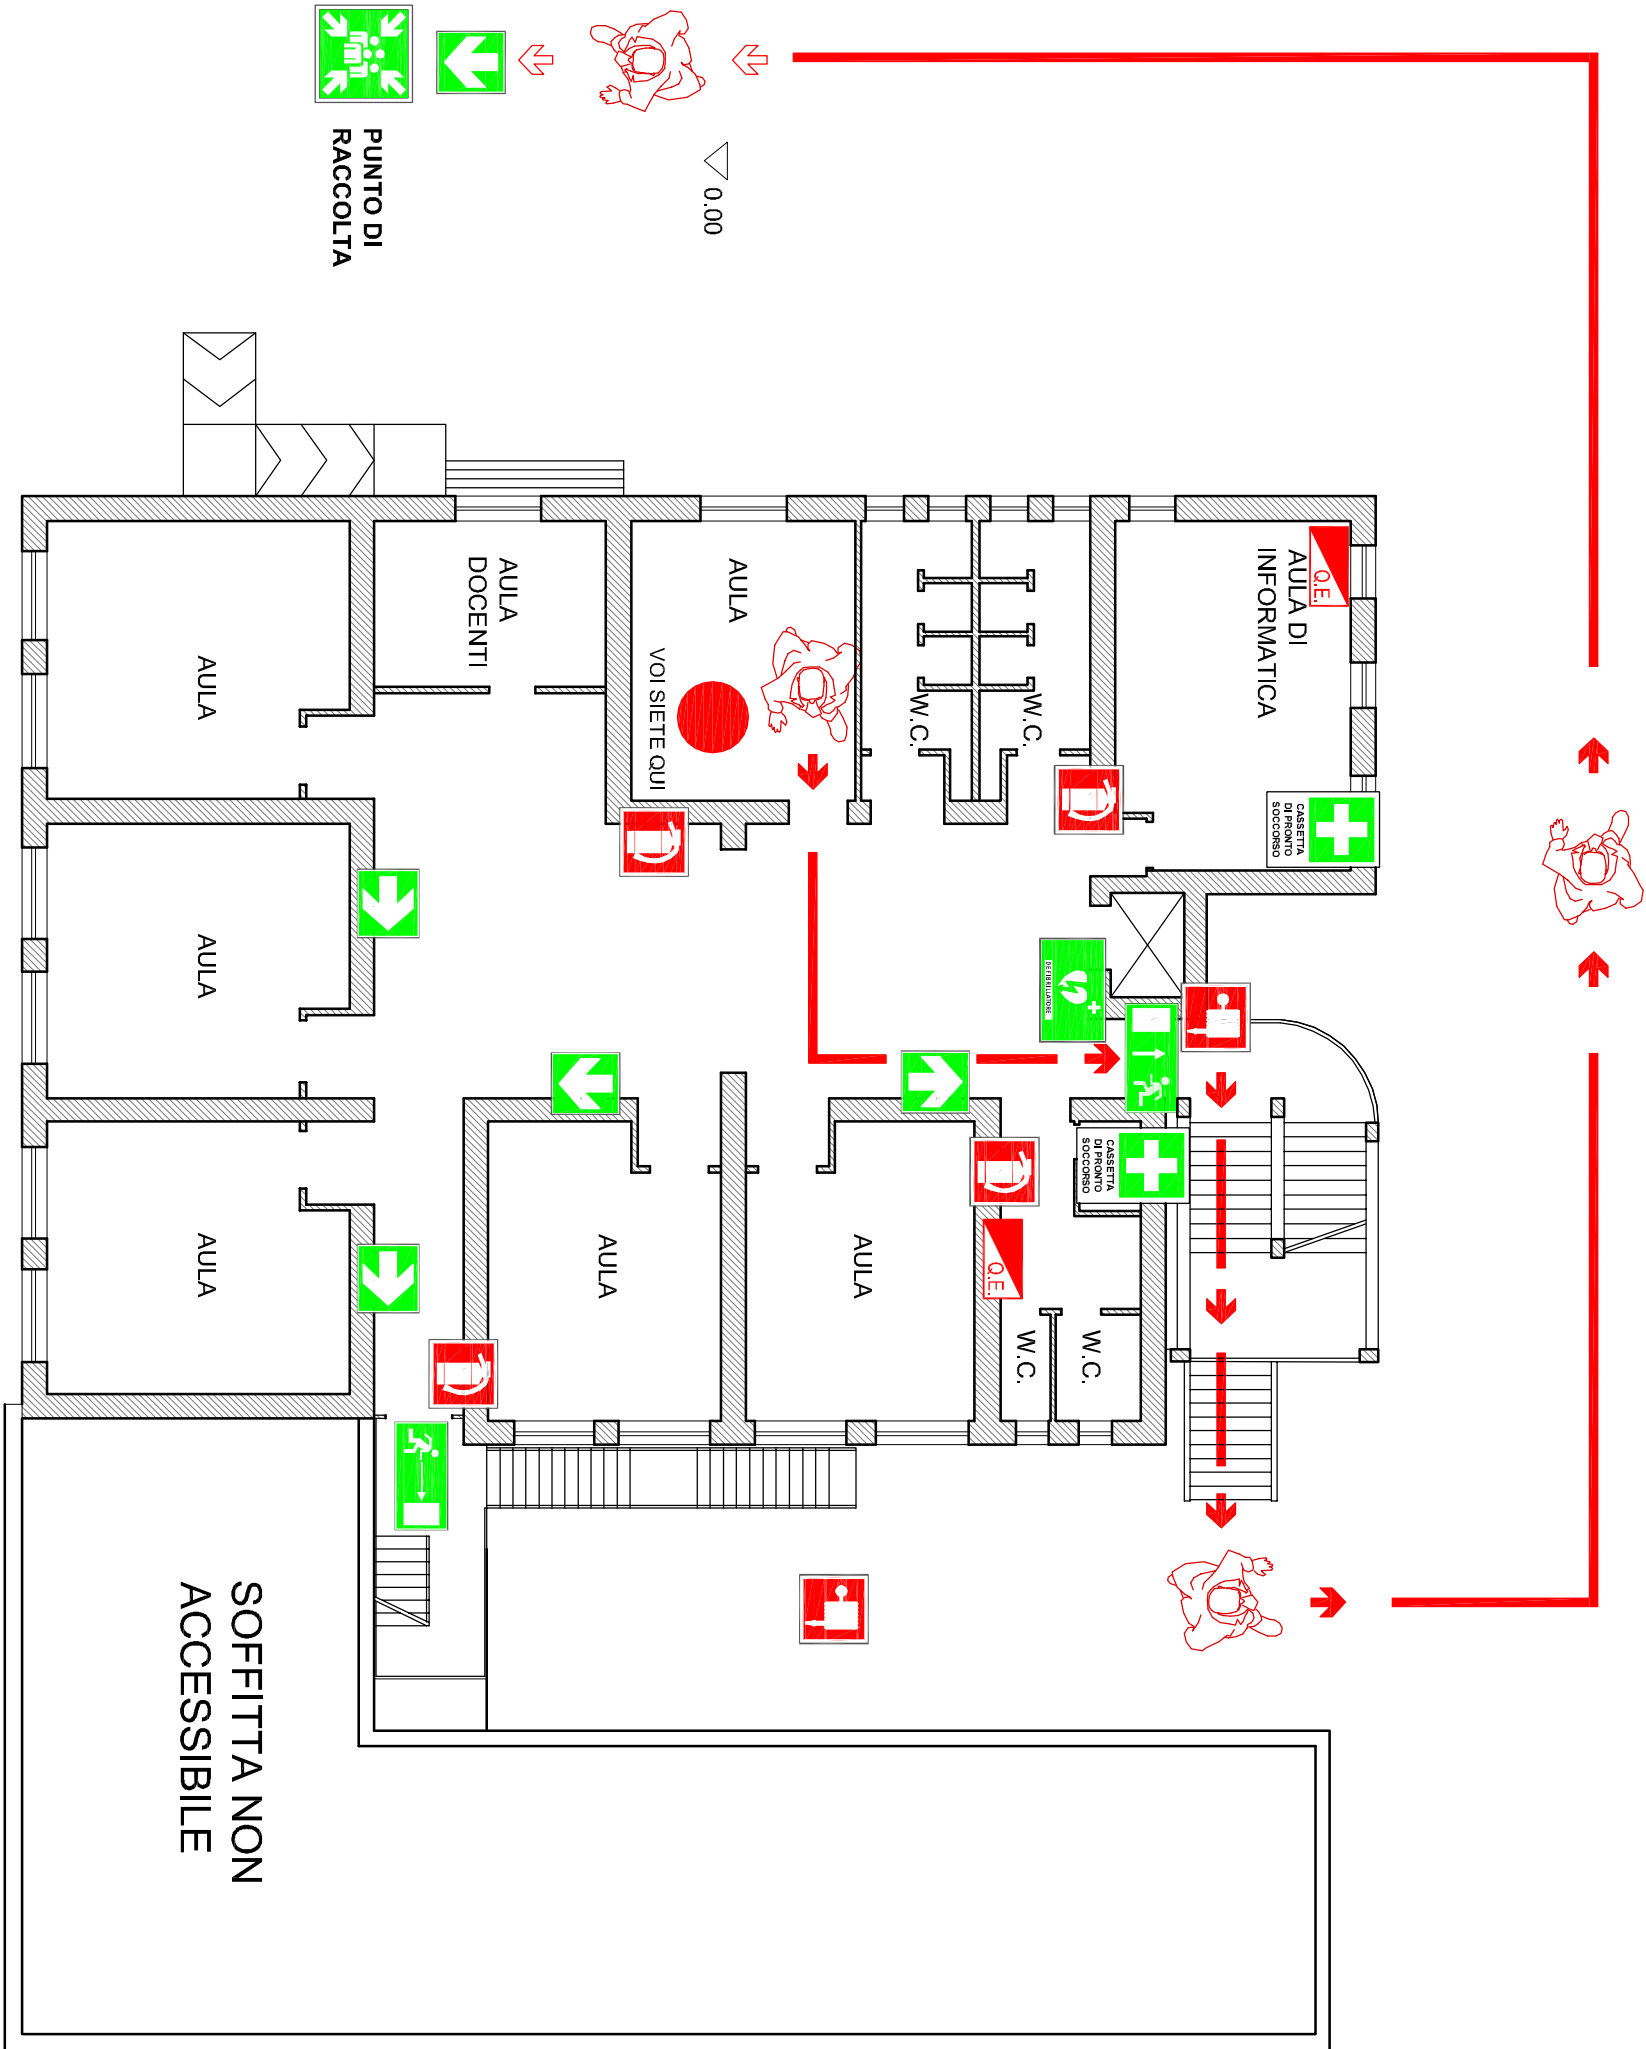 PUNTO DI
RACCOLTA
0.00
AULA DI
INFORMATICA
Q.E.
CASSETTA
DI PRONTO
SOCCORSO
W.C.
W.C.
AULA
VOI SIETE QUI
AULA
DOCENTI
AULA
AULA
AULA
DEFIBRILLATORE
CASSETTA
DI PRONTO
SOCCORSO
Q.E.
W.C.
W.C.
AULA
AULA
SOFFITTA NON
ACCESSIBILE